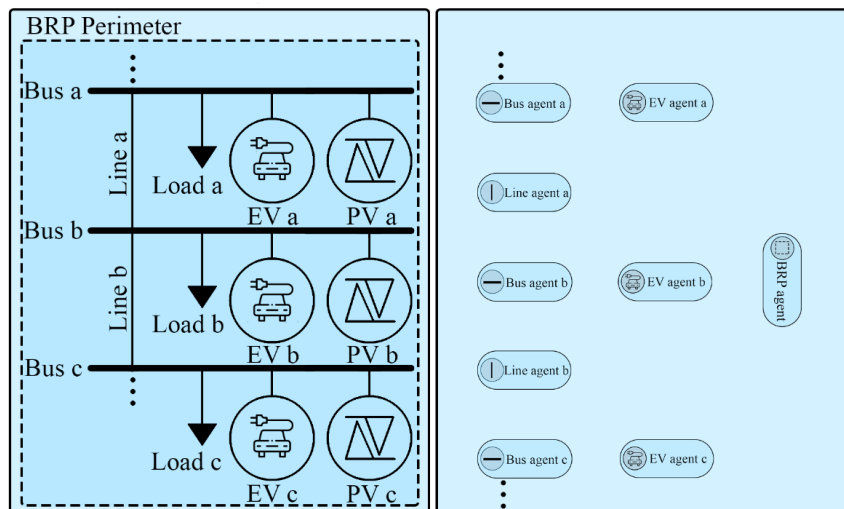 BRP Perimeter
Bus a
Line a
Load a
EV a
PV a
Bus b
Line b
Load b
EV b
PV b
Bus c
Load c
EV c
PV c
Bus agent a
EV agent a
Line agent a
Bus agent b
EV agent b
BRP agent
Line agent b
Bus agent c
EV agent c